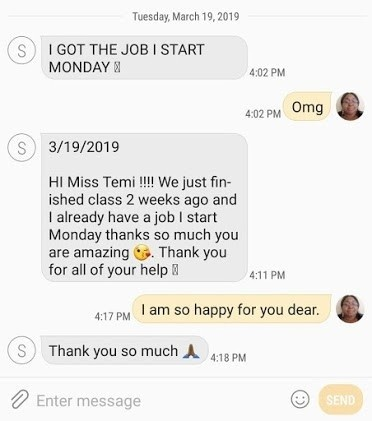 Tuesday, March 19, 2019
S
I GOT THE JOB I START
MONDAY
4:02 PM
4:02 PM
Omg
S
3/19/2019
HI Miss Temi !!!! We just fin-
ished class 2 weeks ago and
I already have a job I start
Monday thanks so much you
are amazing 😘. Thank you
for all of your help
4:11 PM
4:17 PM
I am so happy for you dear.
S
Thank you so much 🙏🏾
4:18 PM
Enter message
SEND